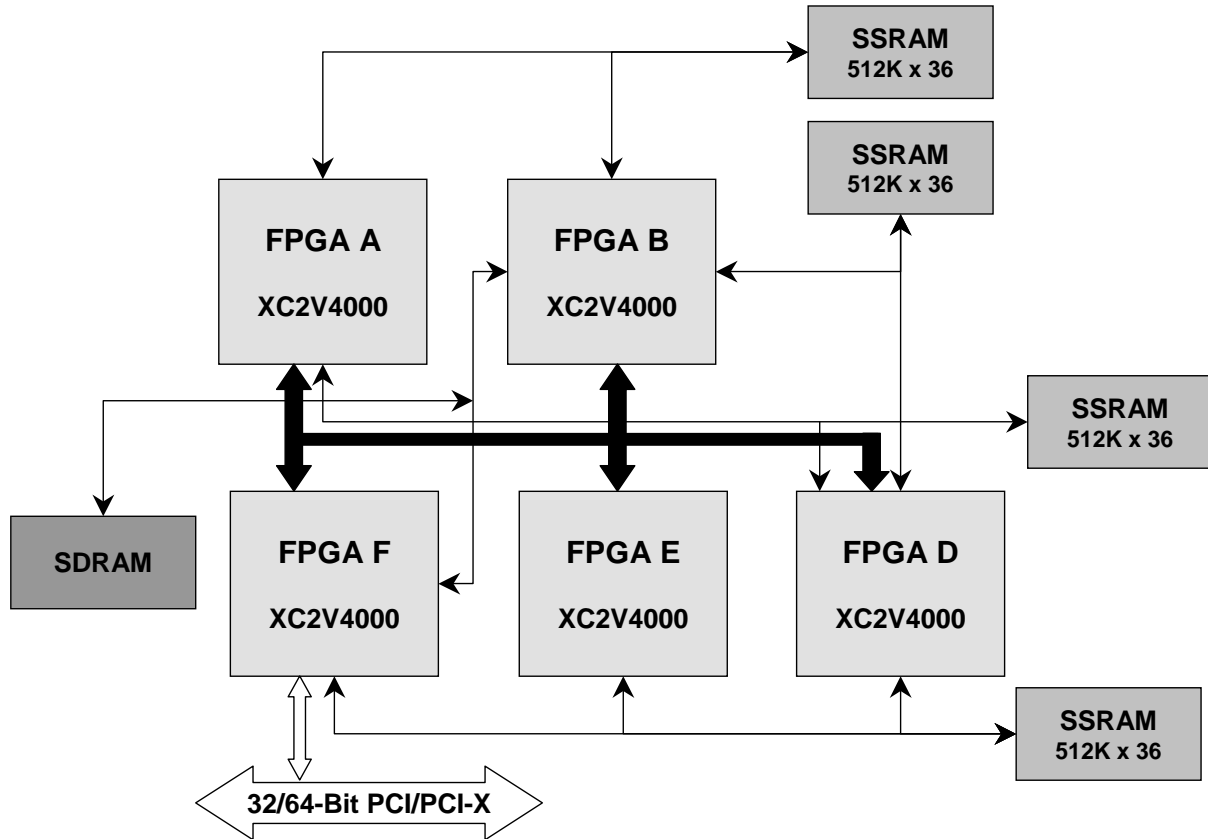 SSRAM
512K x 36
SSRAM
512K x 36
FPGA A
XC2V4000
FPGA B
XC2V4000
SSRAM
512K x 36
SDRAM
FPGA F
XC2V4000
FPGA E
XC2V4000
FPGA D
XC2V4000
SSRAM
512K x 36
32/64-Bit PCI/PCI-X